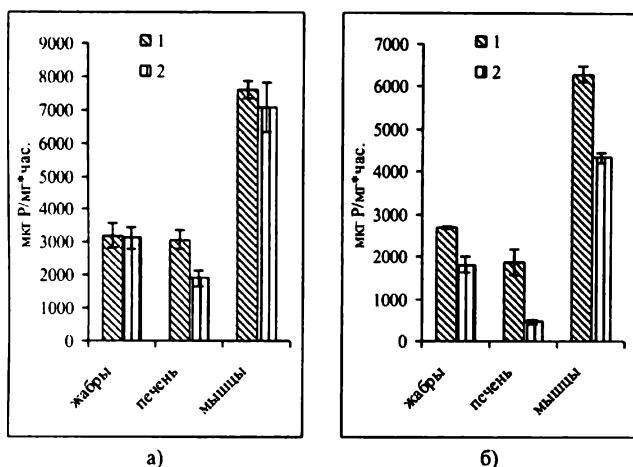 мкг Р/мг*час.
9000
8000
7000
6000
5000
4000
3000
2000
1000
0
1
2
жабры
печень
мышцы
а)
мкг Р/мг*час.
7000
6000
5000
4000
3000
2000
1000
0
1
2
жабры
печень
мышцы
б)